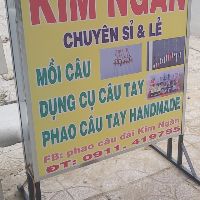 KIM NGÂN
CHUYÊN SỈ & LẺ
MỒI CÂU
DỤNG CỤ CÂU TAY
PHAO CÂU TAY HANDMADE
FB: phao câu đài Kim Ngân
ĐT: 0911. 419785